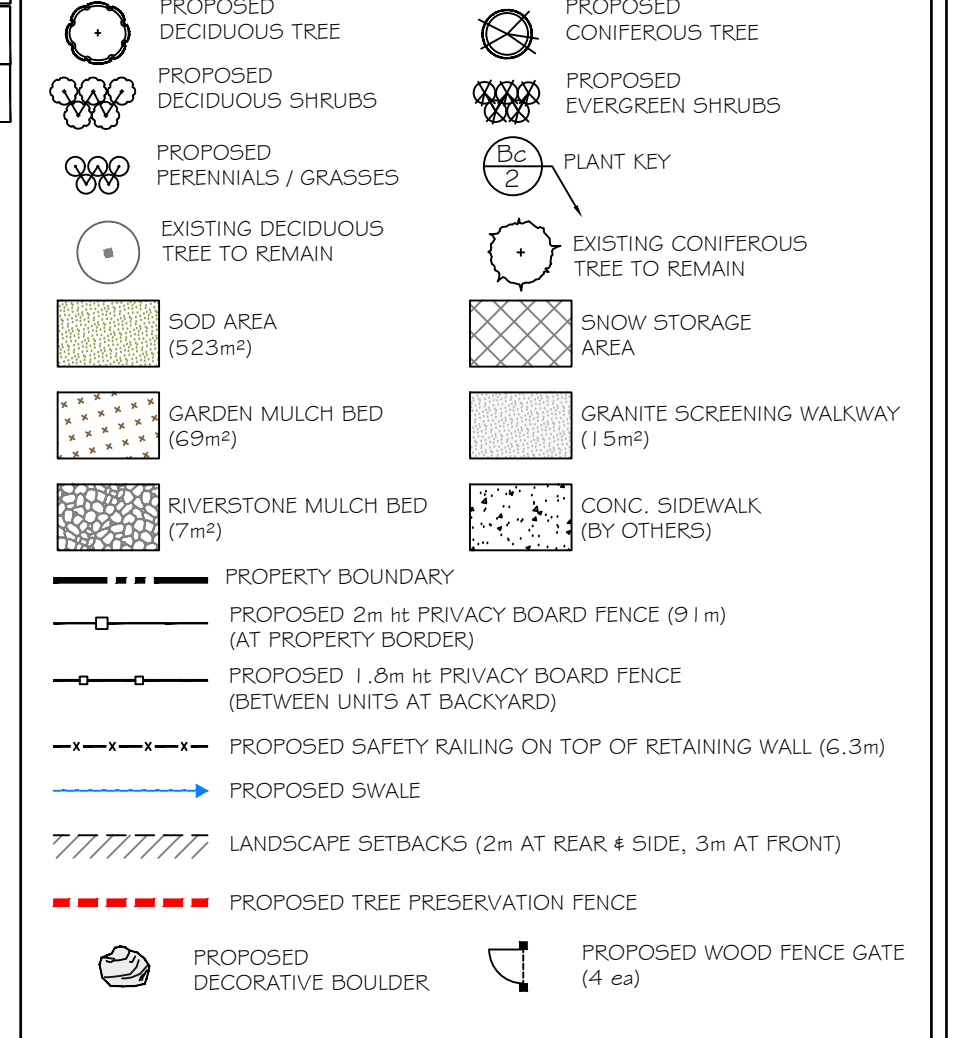 PROPOSED
DECIDUOUS TREE
PROPOSED
CONIFEROUS TREE
PROPOSED
DECIDUOUS SHRUBS
PROPOSED
EVERGREEN SHRUBS
PROPOSED
PERENNIALS / GRASSES
Bc
2
PLANT KEY
EXISTING DECIDUOUS
TREE TO REMAIN
EXISTING CONIFEROUS
TREE TO REMAIN
SOD AREA
(523m²)
SNOW STORAGE
AREA
GARDEN MULCH BED
(69m²)
GRANITE SCREENING WALKWAY
(15m²)
RIVERSTONE MULCH BED
(7m²)
CONC. SIDEWALK
(BY OTHERS)
PROPERTY BOUNDARY
PROPOSED 2m ht PRIVACY BOARD FENCE (91m)
(AT PROPERTY BORDER)
PROPOSED 1.8m ht PRIVACY BOARD FENCE
(BETWEEN UNITS AT BACKYARD)
PROPOSED SAFETY RAILING ON TOP OF RETAINING WALL (6.3m)
PROPOSED SWALE
LANDSCAPE SETBACKS (2m AT REAR & SIDE, 3m AT FRONT)
PROPOSED TREE PRESERVATION FENCE
PROPOSED
DECORATIVE BOULDER
PROPOSED WOOD FENCE GATE
(4 ea)